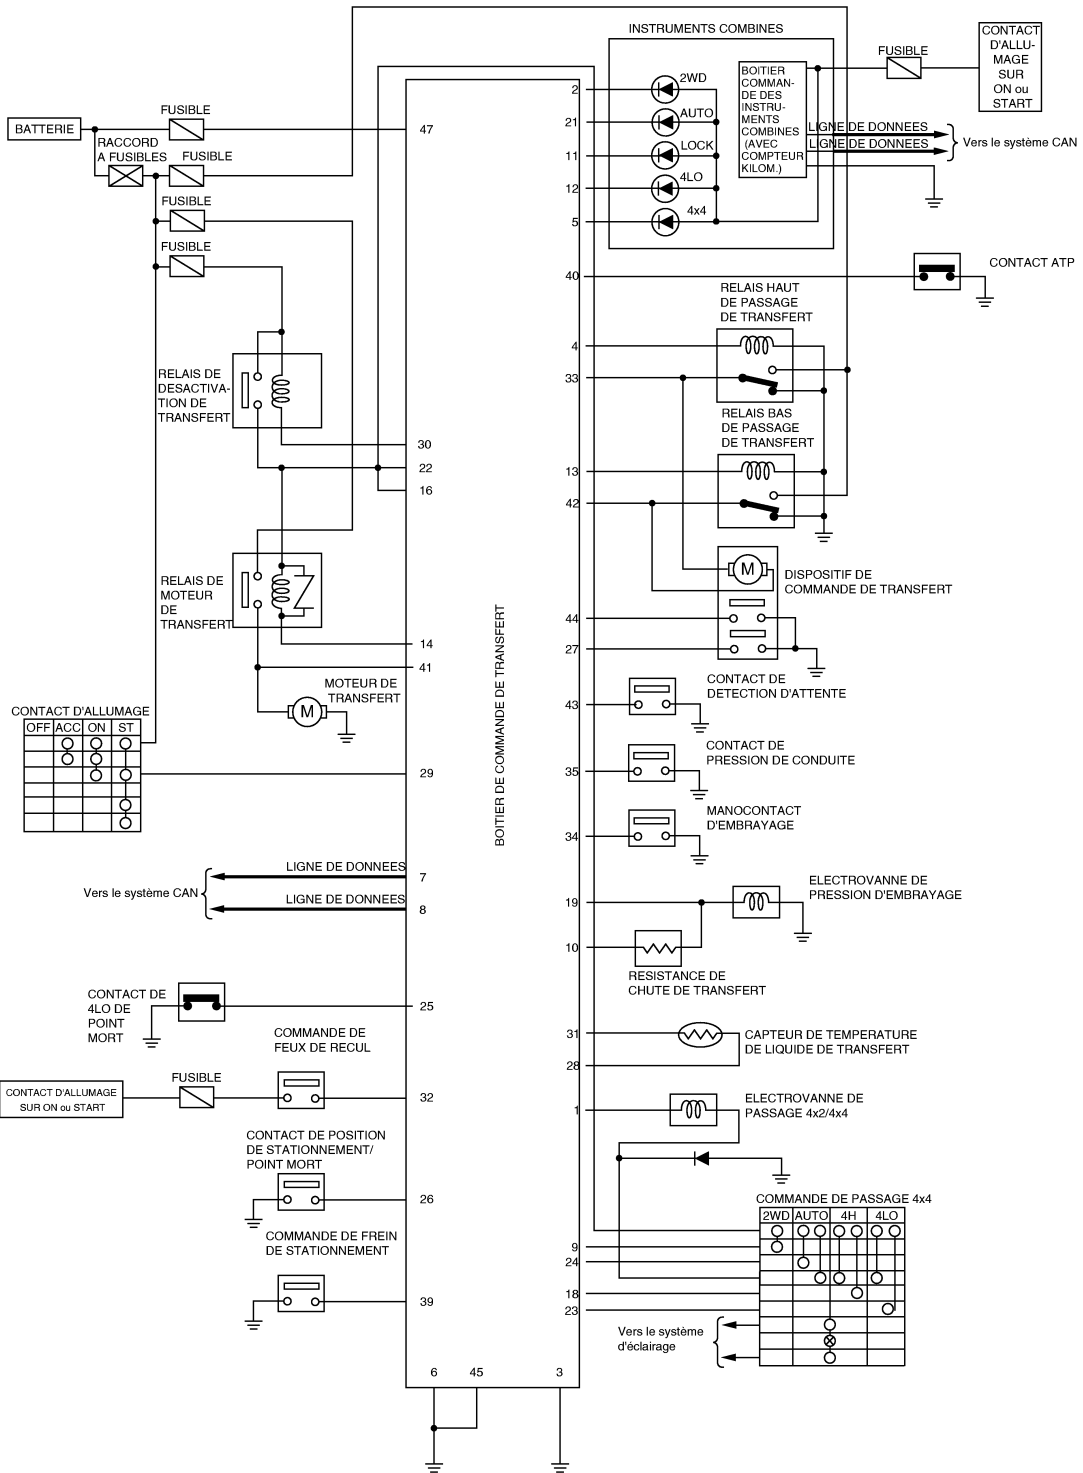 INSTRUMENTS COMBINES
CONTACT
D'ALLU-
MAGE
SUR
ON ou
START
FUSIBLE
BATTERIE
FUSIBLE
47
RACCORD
A FUSIBLES
FUSIBLE
FUSIBLE
FUSIBLE
2
2WD
21
AUTO
11
LOCK
12
4LO
5
4x4
BOITIER
COMMAN-
DE DES
INSTRU-
MENTS
COMBINES
(AVEC
COMPTEUR
KILOM.)
LIGNE DE DONNEES
LIGNE DE DONNEES
Vers le système CAN
40
CONTACT ATP
RELAIS HAUT
DE PASSAGE
DE TRANSFERT
4
33
RELAIS DE
DESACTIVA-
TION DE
TRANSFERT
30
22
16
RELAIS BAS
DE PASSAGE
DE TRANSFERT
13
42
RELAIS DE
MOTEUR
DE
TRANSFERT
14
41
M
DISPOSITIF DE
COMMANDE DE TRANSFERT
44
27
MOTEUR DE
TRANSFERT
M
BOITIER DE COMMANDE DE TRANSFERT
CONTACT DE
DETECTION D'ATTENTE
43
CONTACT D'ALLUMAGE
OFF ACC ON ST
29
CONTACT DE
PRESSION DE CONDUITE
35
MANOCONTACT
D'EMBRAYAGE
34
LIGNE DE DONNEES
7
LIGNE DE DONNEES
8
Vers le système CAN
ELECTROVANNE DE
PRESSION D'EMBRAYAGE
19
10
RESISTANCE DE
CHUTE DE TRANSFERT
CONTACT DE
4LO DE
POINT
MORT
25
31
28
CAPTEUR DE TEMPERATURE
DE LIQUIDE DE TRANSFERT
COMMANDE DE
FEUX DE RECUL
CONTACT D'ALLUMAGE
SUR ON ou START
FUSIBLE
32
1
ELECTROVANNE DE
PASSAGE 4x2/4x4
CONTACT DE POSITION
DE STATIONNEMENT/
POINT MORT
26
COMMANDE DE FREIN
DE STATIONNEMENT
39
COMMANDE DE PASSAGE 4x4
2WD AUTO 4H 4LO
9
24
18
23
Vers le système
d'éclairage
6
45
3